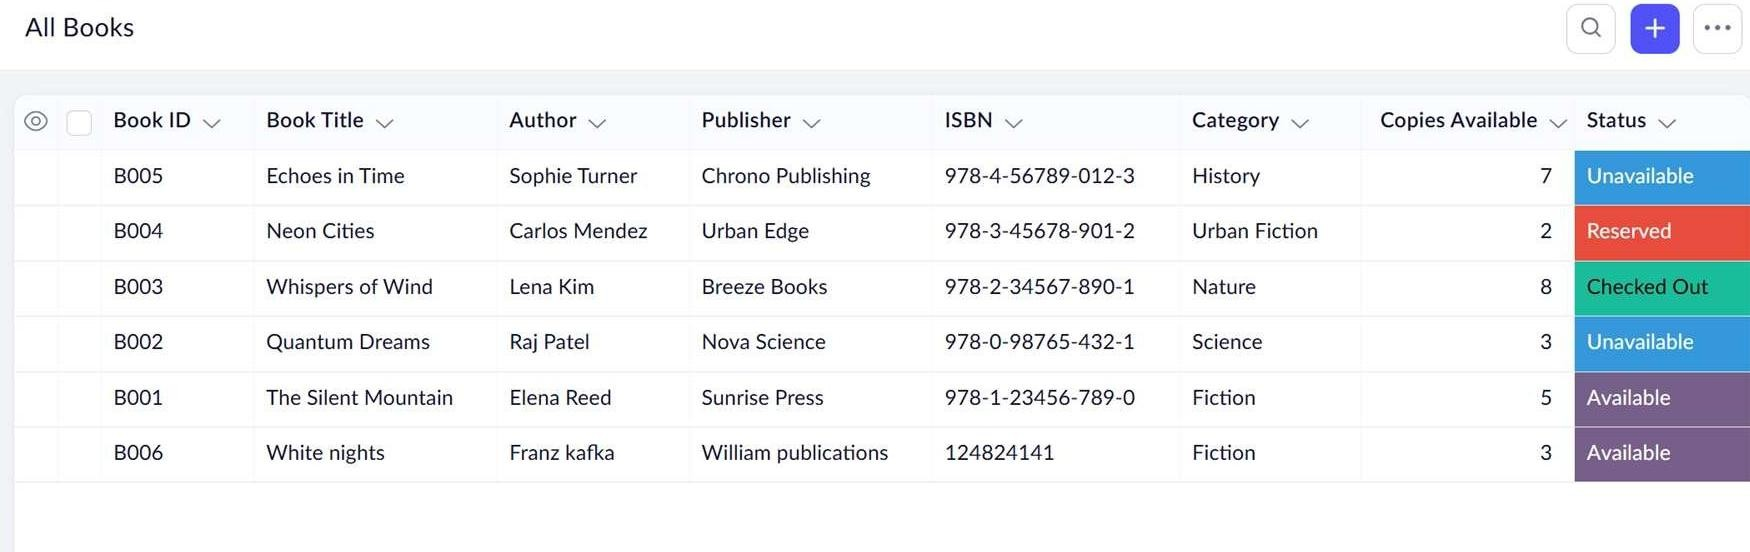 All Books
Book ID Book Title Author Publisher ISBN Category Copies Available Status
B005 Echoes in Time Sophie Turner Chrono Publishing 978-4-56789-012-3 History 7 Unavailable
B004 Neon Cities Carlos Mendez Urban Edge 978-3-45678-901-2 Urban Fiction 2 Reserved
B003 Whispers of Wind Lena Kim Breeze Books 978-2-34567-890-1 Nature 8 Checked Out
B002 Quantum Dreams Raj Patel Nova Science 978-0-98765-432-1 Science 3 Unavailable
B001 The Silent Mountain Elena Reed Sunrise Press 978-1-23456-789-0 Fiction 5 Available
B006 White nights Franz kafka William publications 124824141 Fiction 3 Available